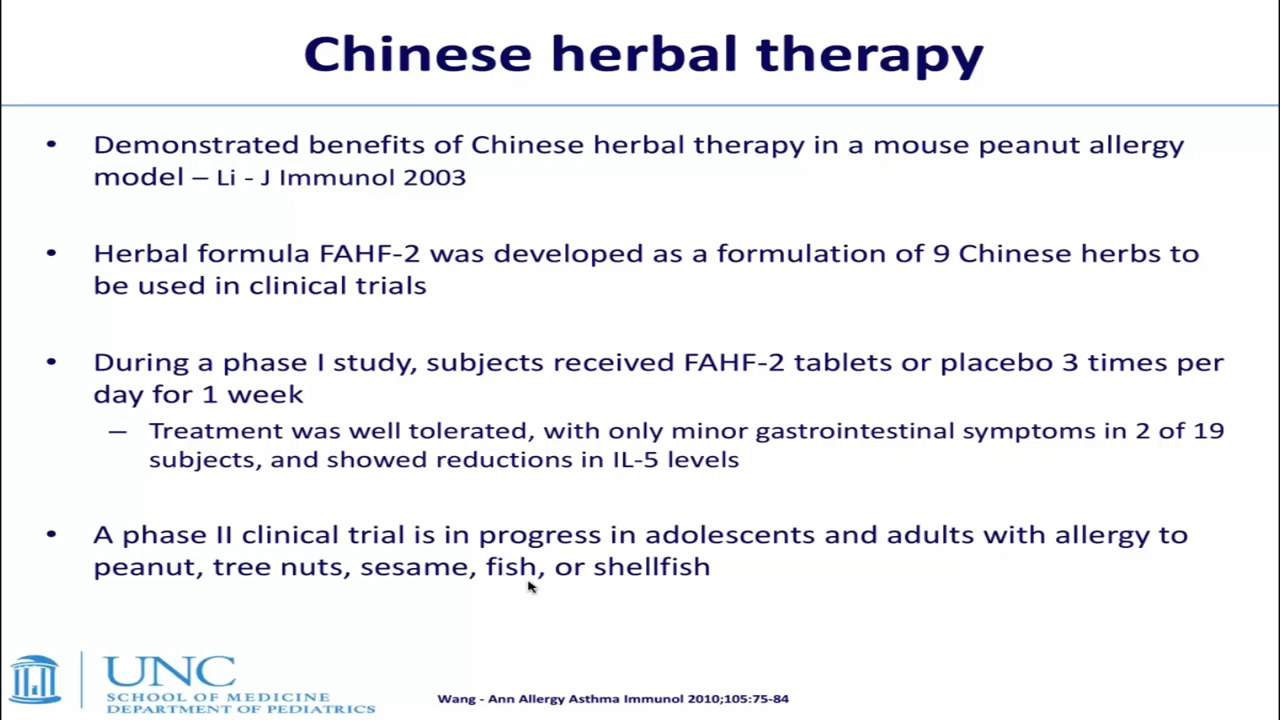 Chinese herbal therapy
• Demonstrated benefits of Chinese herbal therapy in a mouse peanut allergy
model – Li - J Immunol 2003
• Herbal formula FAHF-2 was developed as a formulation of 9 Chinese herbs to
be used in clinical trials
• During a phase I study, subjects received FAHF-2 tablets or placebo 3 times per
day for 1 week
– Treatment was well tolerated, with only minor gastrointestinal symptoms in 2 of 19
subjects, and showed reductions in IL-5 levels
• A phase II clinical trial is in progress in adolescents and adults with allergy to
peanut, tree nuts, sesame, fish, or shellfish
UNC
SCHOOL OF MEDICINE
DEPARTMENT OF PEDIATRICS
Wang - Ann Allergy Asthma Immunol 2010;105:75-84